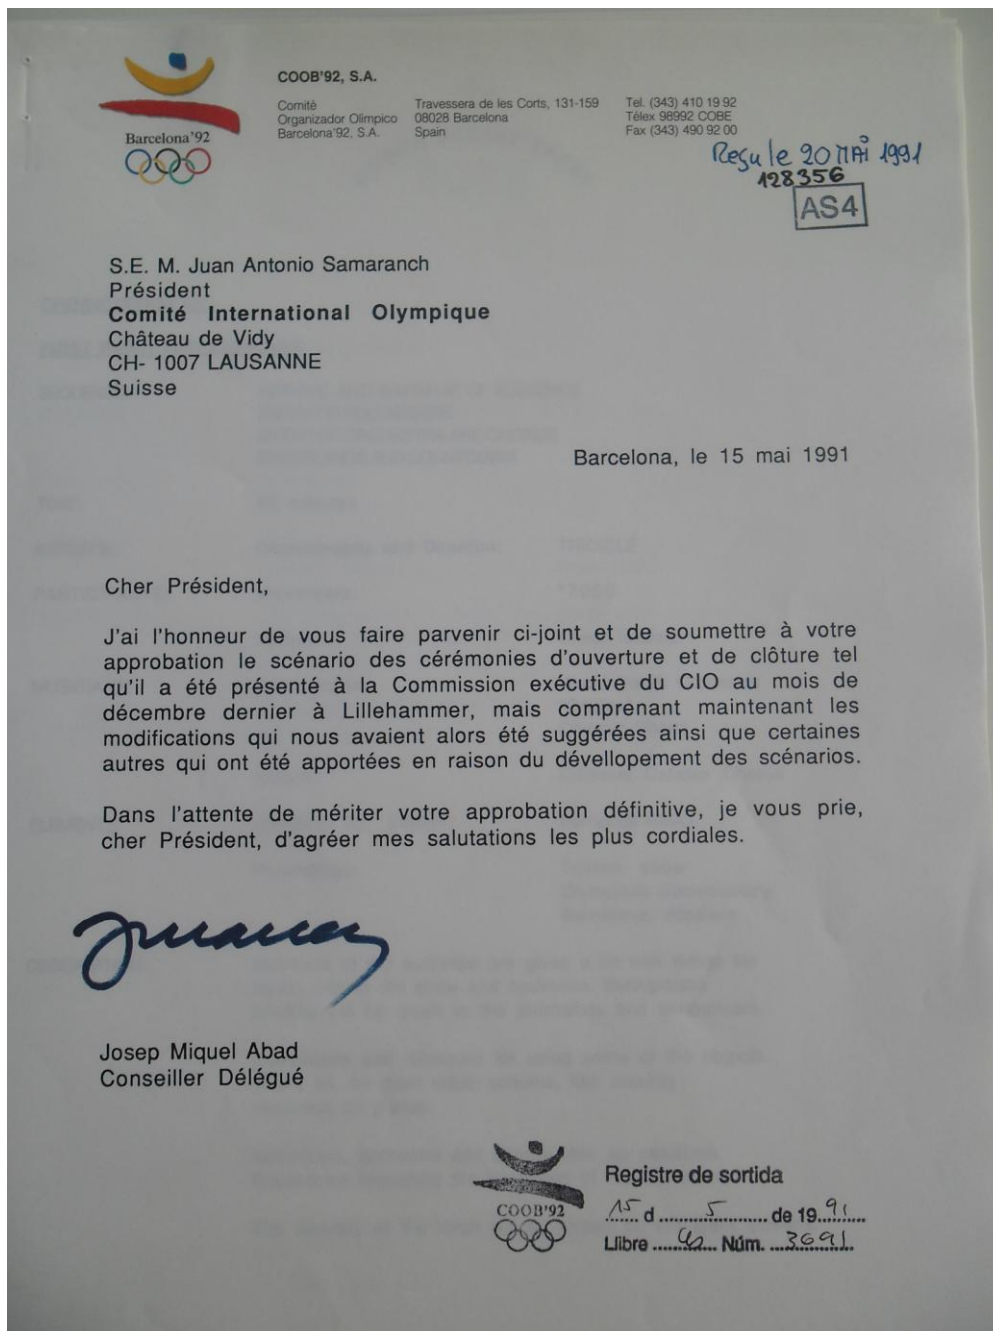 COOB'92, S.A.
Comité
Organizador Olímpico
Barcelona'92, S.A.
Travessera de les Corts, 131-159
08028 Barcelona
Spain
Tel. (343) 410 19 92
Télex 98992 COBE
Fax (343) 490 92 00
Barcelona'92
Reçu le 20 MAI 1991
128356
AS4
S.E. M. Juan Antonio Samaranch
Président
Comité International Olympique
Château de Vidy
CH- 1007 LAUSANNE
Suisse
Barcelona, le 15 mai 1991
Cher Président,
J'ai l'honneur de vous faire parvenir ci-joint et de soumettre à votre
approbation le scénario des cérémonies d'ouverture et de clôture tel
qu'il a été présenté à la Commission exécutive du CIO au mois de
décembre dernier à Lillehammer, mais comprenant maintenant les
modifications qui nous avaient alors été suggérées ainsi que certaines
autres qui ont été apportées en raison du dévellopement des scénarios.
Dans l'attente de mériter votre approbation définitive, je vous prie,
cher Président, d'agréer mes salutations les plus cordiales.
Josep Miquel Abad
Conseiller Délégué
COOB'92
Registre de sortida
15 d 5 de 1991
Llibre Núm. 3691